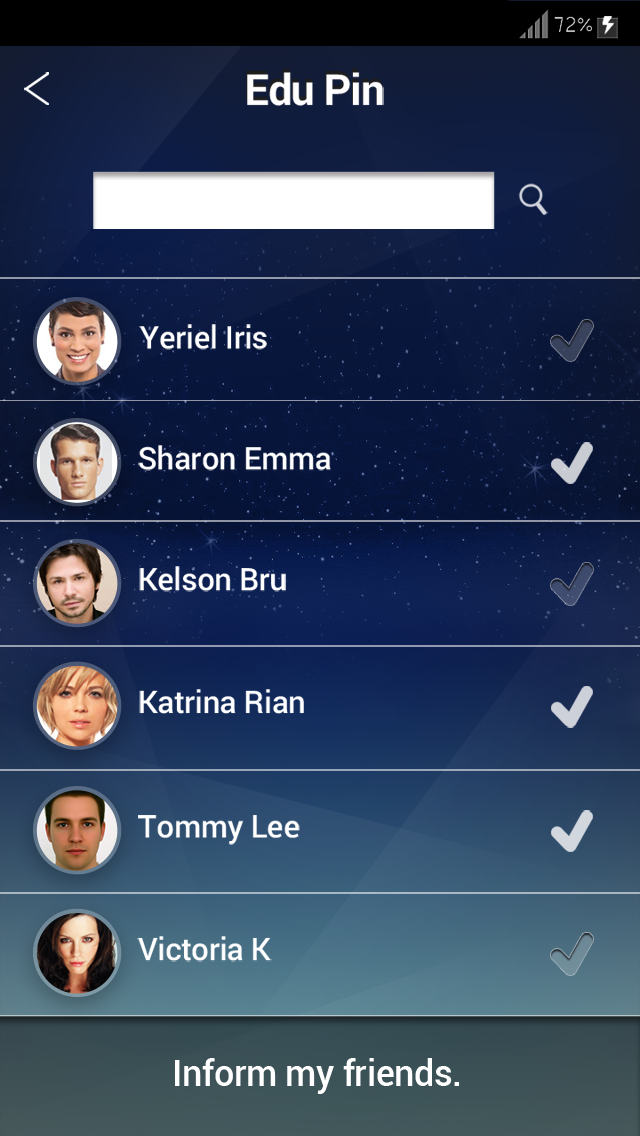 72%
Edu Pin
Yeriel Iris
Sharon Emma
Kelson Bru
Katrina Rian
Tommy Lee
Victoria K
Inform my friends.